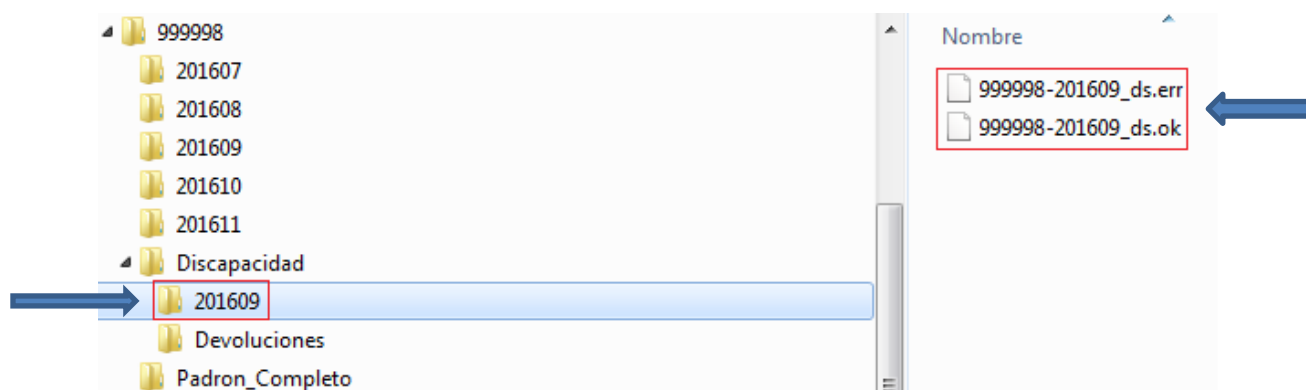 999998
201607
201608
201609
201610
201611
Discapacidad
201609
Devoluciones
Padron_Completo
Nombre
999998-201609_ds.err
999998-201609_ds.ok